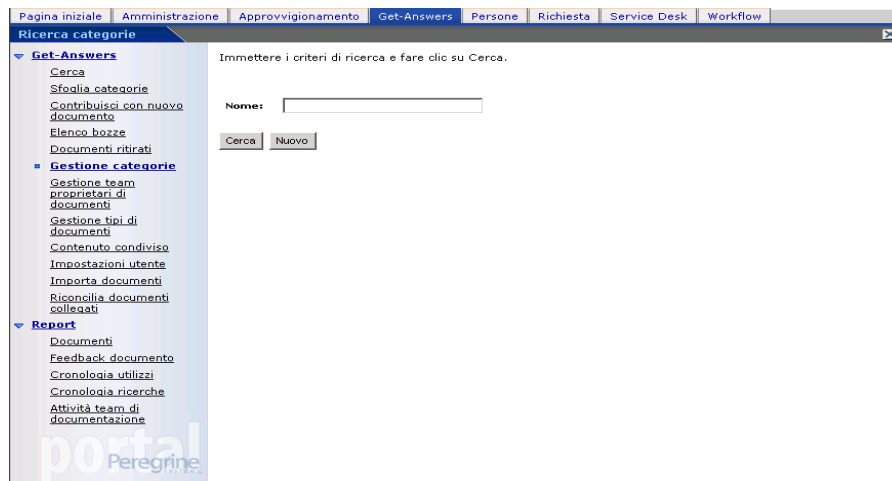 Pagina iniziale Amministrazione Approvvigionamento Get-Answers Persone Richiesta Service Desk Workflow
Ricerca categorie
Get-Answers
Cerca
Sfoglia categorie
Contribuisci con nuovo
documento
Elenco bozze
Documenti ritirati
Gestione categorie
Gestione team
proprietari di
documenti
Gestione tipi di
documenti
Contenuto condiviso
Impostazioni utente
Importa documenti
Riconcilia documenti
collegati
Report
Documenti
Feedback documento
Cronologia utilizzi
Cronologia ricerche
Attività team di
documentazione
portal
Peregrine
Immettere i criteri di ricerca e fare clic su Cerca.
Nome:
Cerca Nuovo